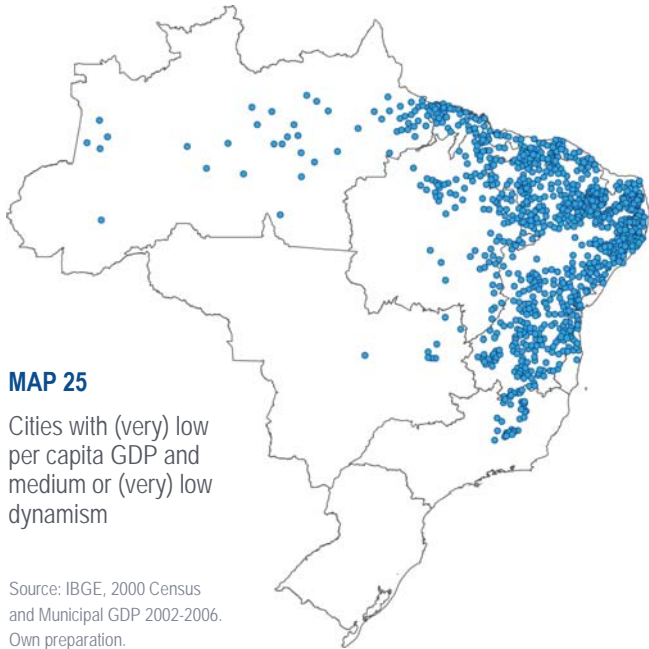 MAP 25
Cities with (very) low
per capita GDP and
medium or (very) low
dynamism
Source: IBGE, 2000 Census
and Municipal GDP 2002-2006.
Own preparation.